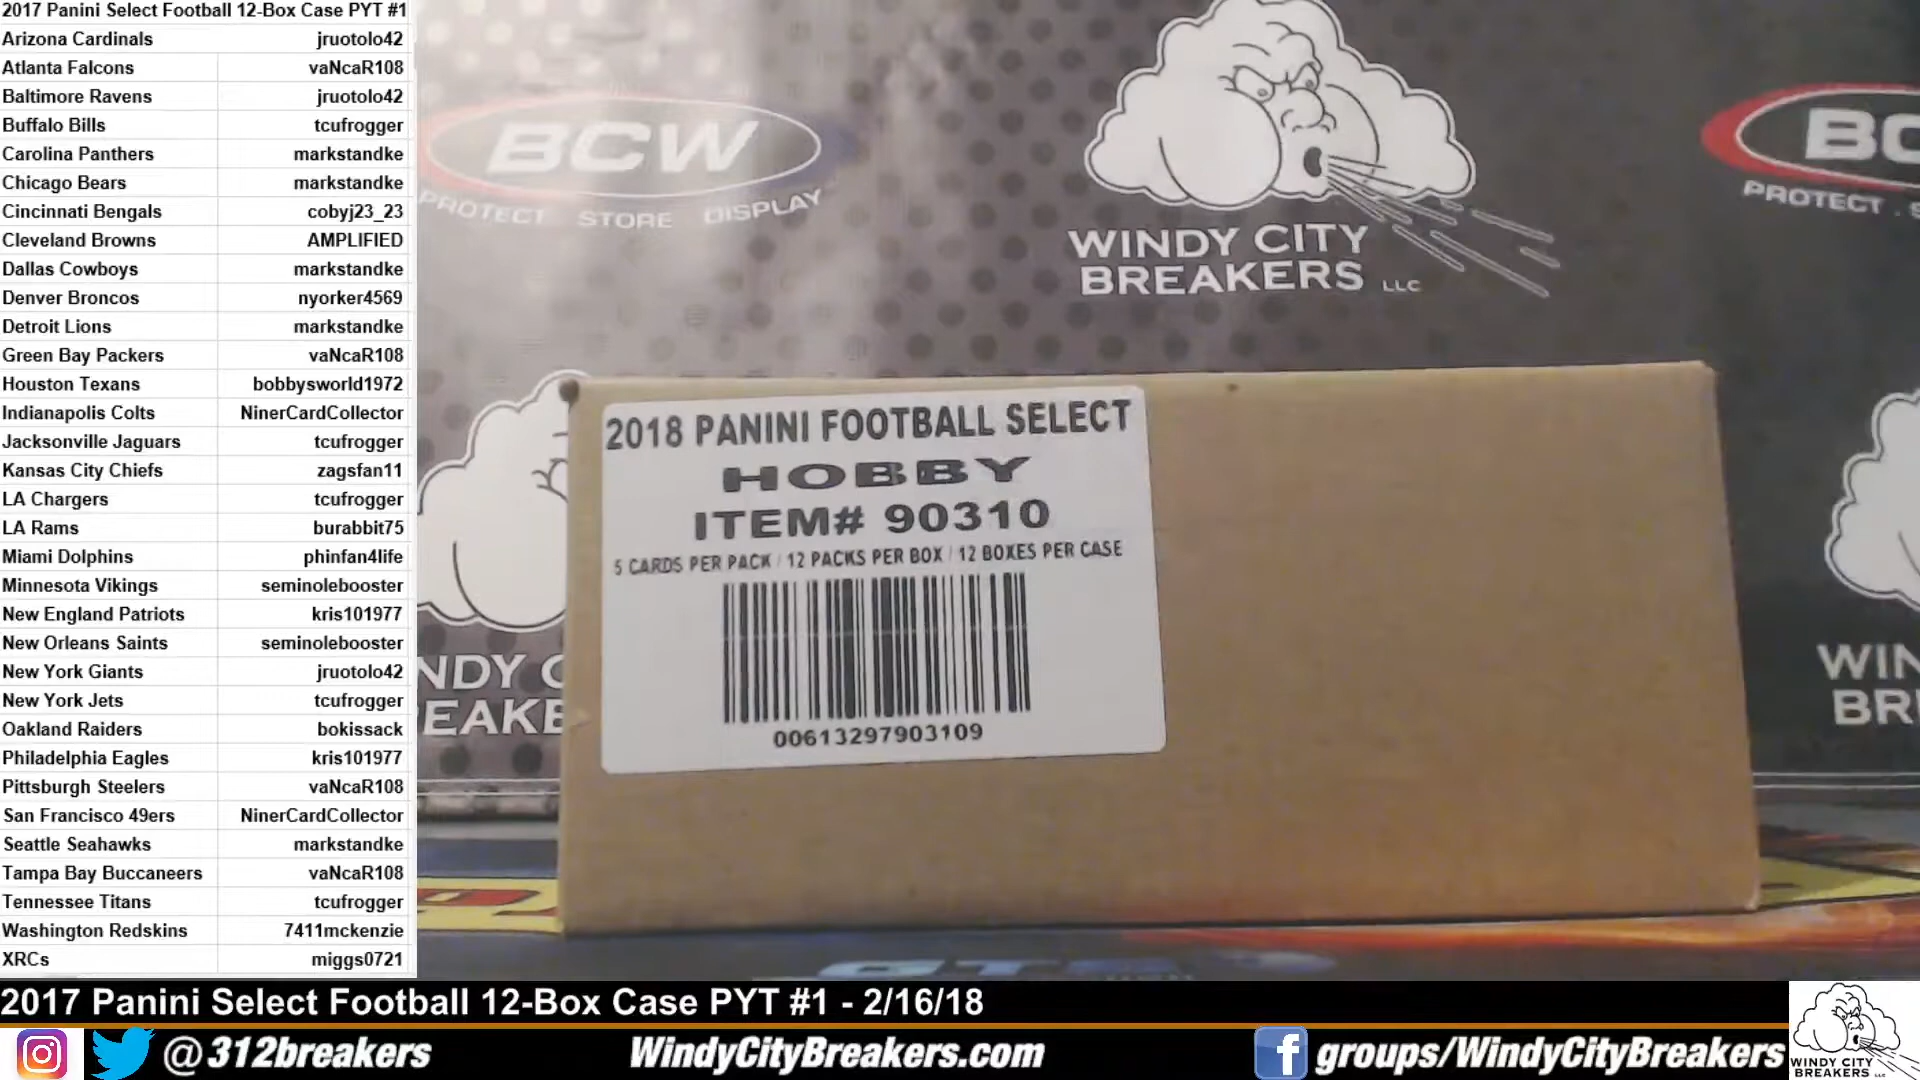 2017 Panini Select Football 12-Box Case PYT #1
Arizona Cardinals jruotolo42
Atlanta Falcons vaNcaR108
Baltimore Ravens jruotolo42
Buffalo Bills tcufrogger
Carolina Panthers markstandke
Chicago Bears markstandke
Cincinnati Bengals cobyj23_23
Cleveland Browns AMPLIFIED
Dallas Cowboys markstandke
Denver Broncos nyorker4569
Detroit Lions markstandke
Green Bay Packers vaNcaR108
Houston Texans bobbysworld1972
Indianapolis Colts NinerCardCollector
Jacksonville Jaguars tcufrogger
Kansas City Chiefs zagsfan11
LA Chargers tcufrogger
LA Rams burabbit75
Miami Dolphins phinfan4life
Minnesota Vikings seminolebooster
New England Patriots kris101977
New Orleans Saints seminolebooster
New York Giants jruotolo42
New York Jets tcufrogger
Oakland Raiders bokissack
Philadelphia Eagles kris101977
Pittsburgh Steelers vaNcaR108
San Francisco 49ers NinerCardCollector
Seattle Seahawks markstandke
Tampa Bay Buccaneers vaNcaR108
Tennessee Titans tcufrogger
Washington Redskins 7411mckenzie
XRCs miggs0721
BCW
PROTECT STORE DISPLAY
WINDY CITY
BREAKERS LLC
BC
PROTECT . S
2018 PANINI FOOTBALL SELECT
HOBBY
ITEM# 90310
5 CARDS PER PACK / 12 PACKS PER BOX / 12 BOXES PER CASE
00613297903109
NDY C
EAKE
WIN
BR
2017 Panini Select Football 12-Box Case PYT #1 - 2/16/18
@312breakers
WindyCityBreakers.com
f groups/WindyCityBreakers
WINDY CITY
BREAKERS LLC